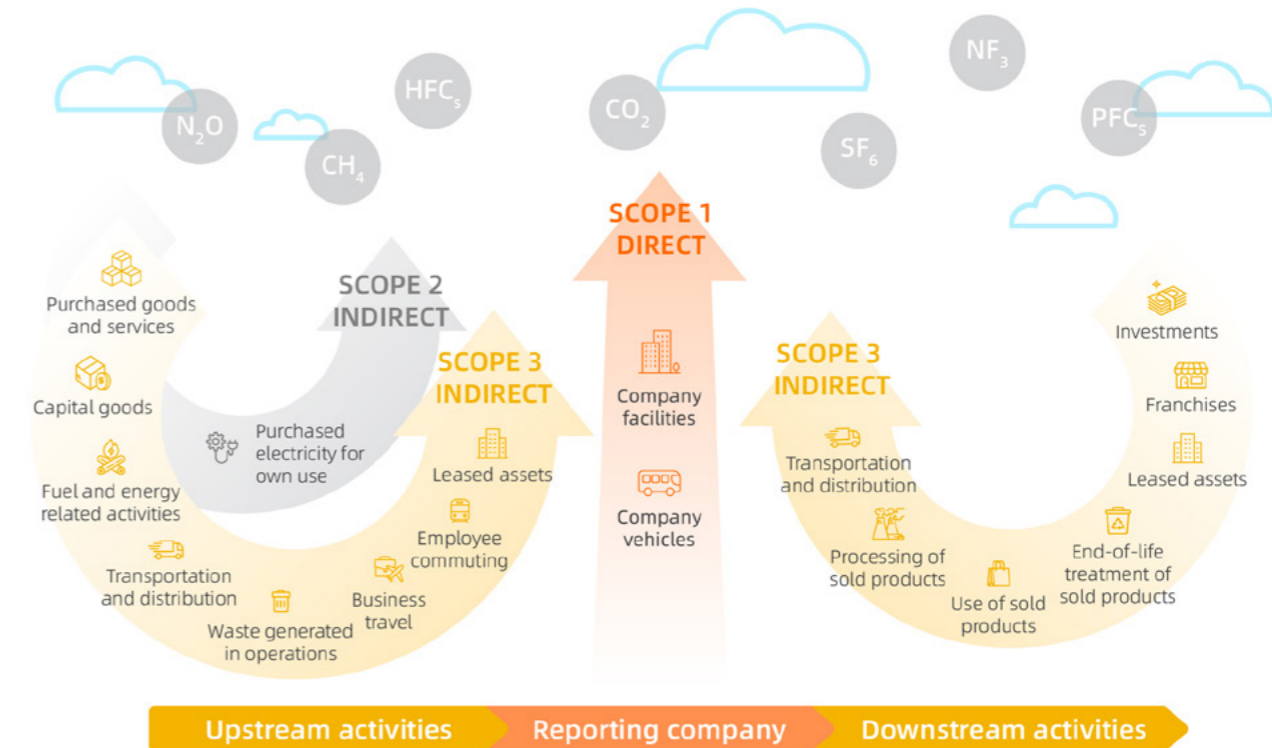 N₂O
CH₄
HFCₛ
CO₂
SF₆
NF₃
PFCₛ
SCOPE 1
DIRECT
Company
facilities
Company
vehicles
SCOPE 2
INDIRECT
Purchased
electricity for
own use
SCOPE 3
INDIRECT
Purchased goods
and services
Capital goods
Fuel and energy
related activities
Transportation
and distribution
Waste generated
in operations
Business
travel
Employee
commuting
Leased assets
SCOPE 3
INDIRECT
Transportation
and distribution
Processing of
sold products
Use of sold
products
End-of-life
treatment of
sold products
Leased assets
Franchises
Investments
Upstream activities
Reporting company
Downstream activities